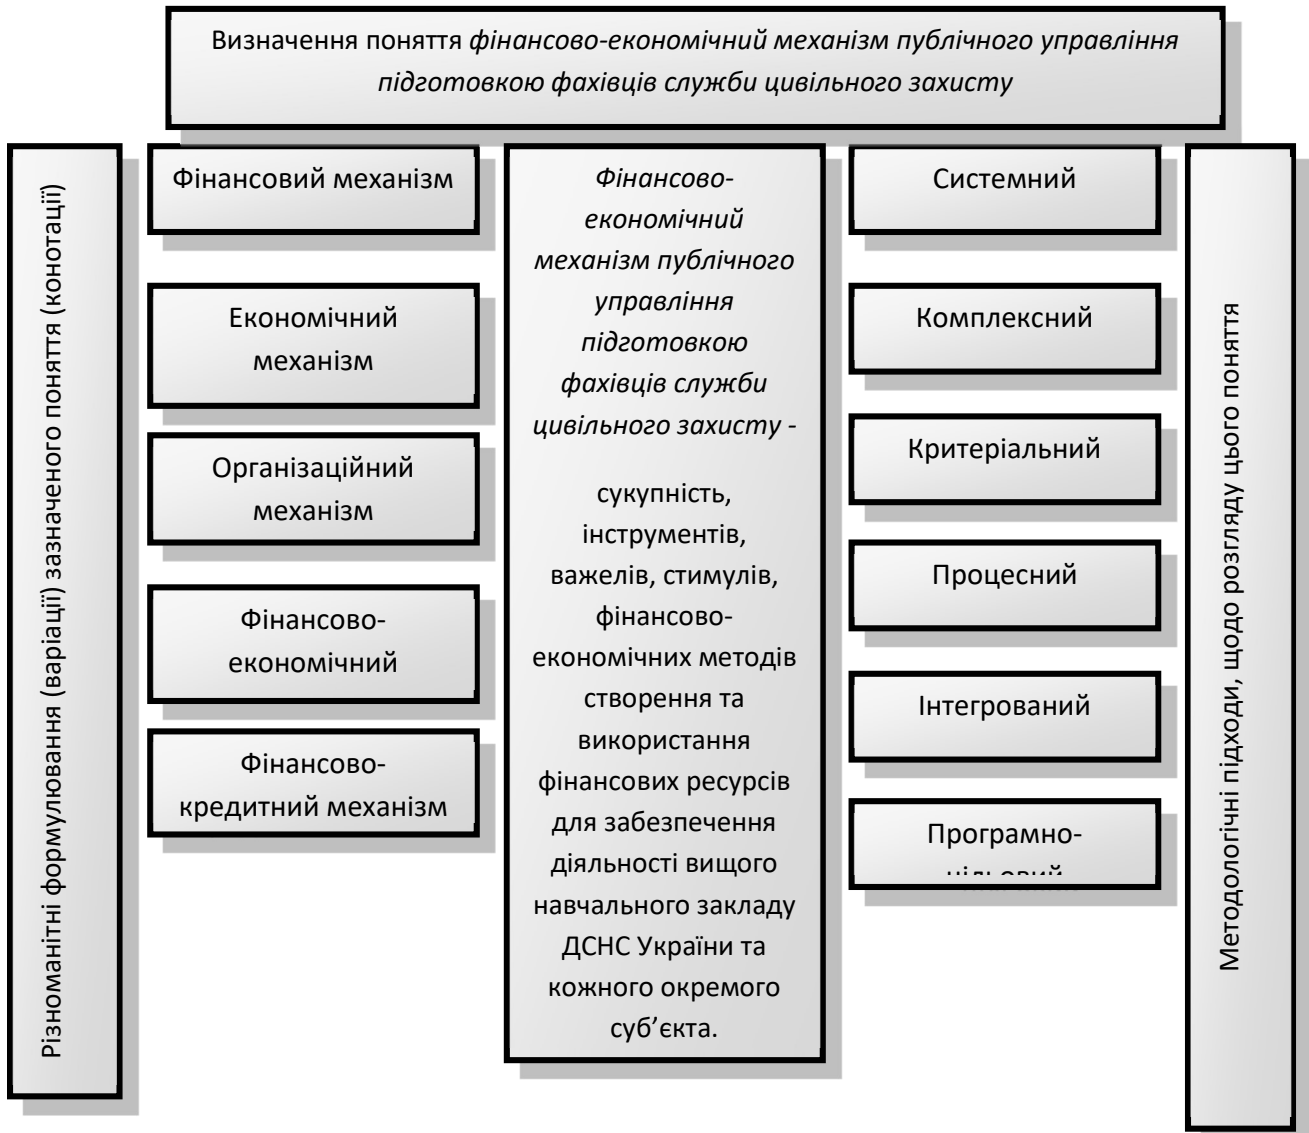 Визначення поняття фінансово-економічний механізм публічного управління
підготовкою фахівців служби цивільного захисту
Різноманітні формулювання (варіації) зазначеного поняття (конотації)
Фінансовий механізм
Економічний
механізм
Організаційний
механізм
Фінансово-
економічний
Фінансово-
кредитний механізм
Фінансово-
економічний
механізм публічного
управління
підготовкою
фахівців служби
цивільного захисту -
сукупність,
інструментів,
важелів, стимулів,
фінансово-
економічних методів
створення та
використання
фінансових ресурсів
для забезпечення
діяльності вищого
навчального закладу
ДСНС України та
кожного окремого
суб’єкта.
Системний
Комплексний
Критеріальний
Процесний
Інтегрований
Програмно-
Методологічні підходи, щодо розгляду цього поняття